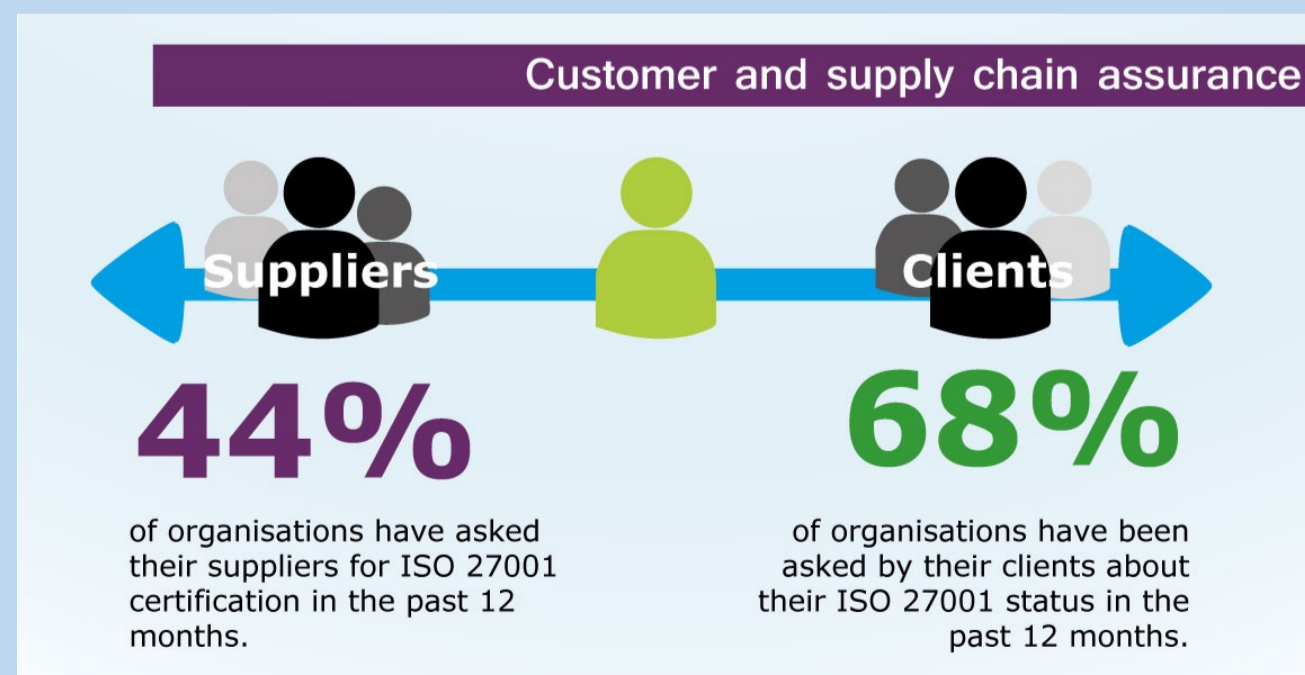 Customer and supply chain assurance
Suppliers
Clients
44%
of organisations have asked
their suppliers for ISO 27001
certification in the past 12
months.
68%
of organisations have been
asked by their clients about
their ISO 27001 status in the
past 12 months.